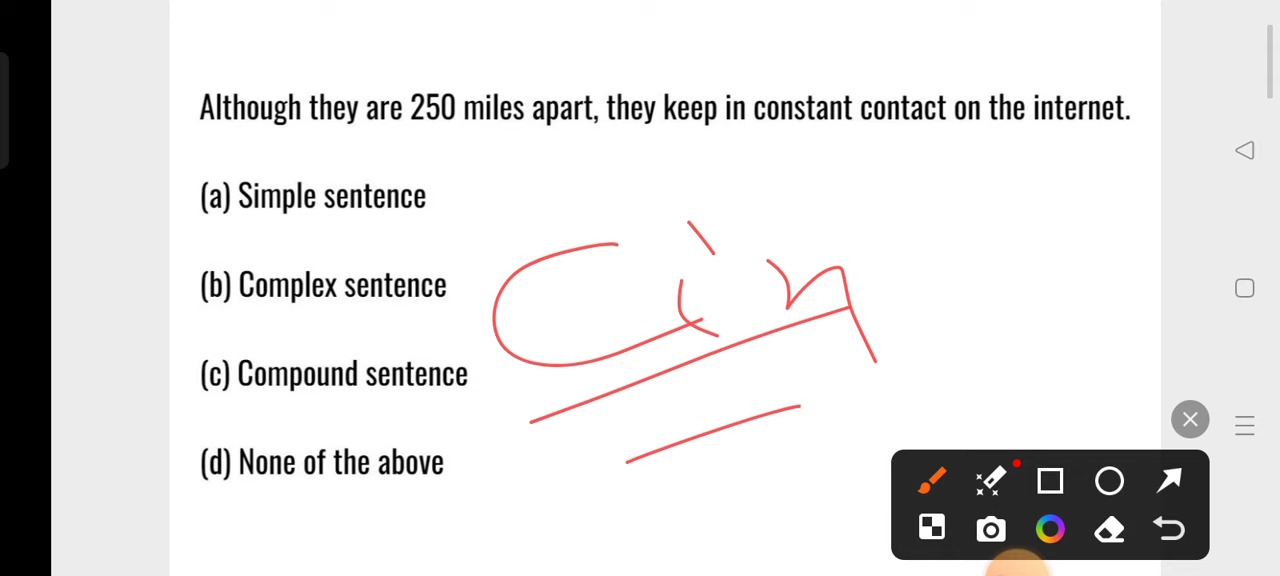 Although they are 250 miles apart, they keep in constant contact on the internet.
(a) Simple sentence
(b) Complex sentence
(c) Compound sentence
(d) None of the above